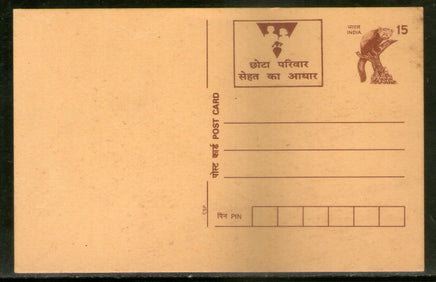 छोटा परिवार
सेहत का आधार
भारत
INDIA
15
पोस्ट कार्ड POST CARD
पिन PIN